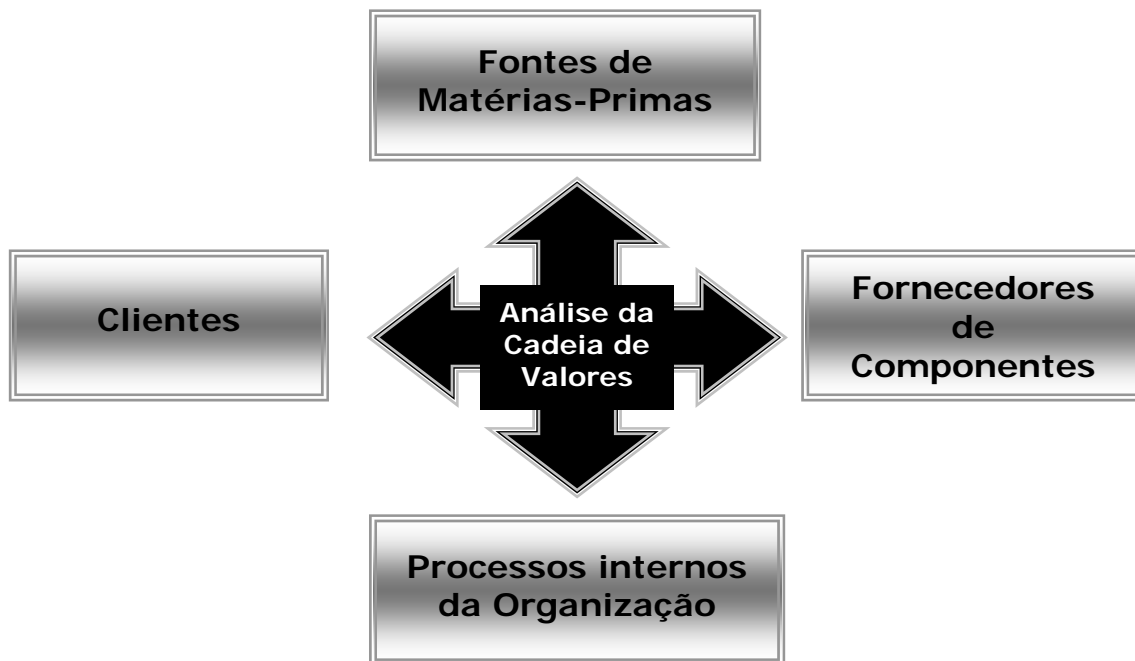 Fontes de
Matérias-Primas
Clientes
Análise da
Cadeia de
Valores
Fornecedores
de
Componentes
Processos internos
da Organização